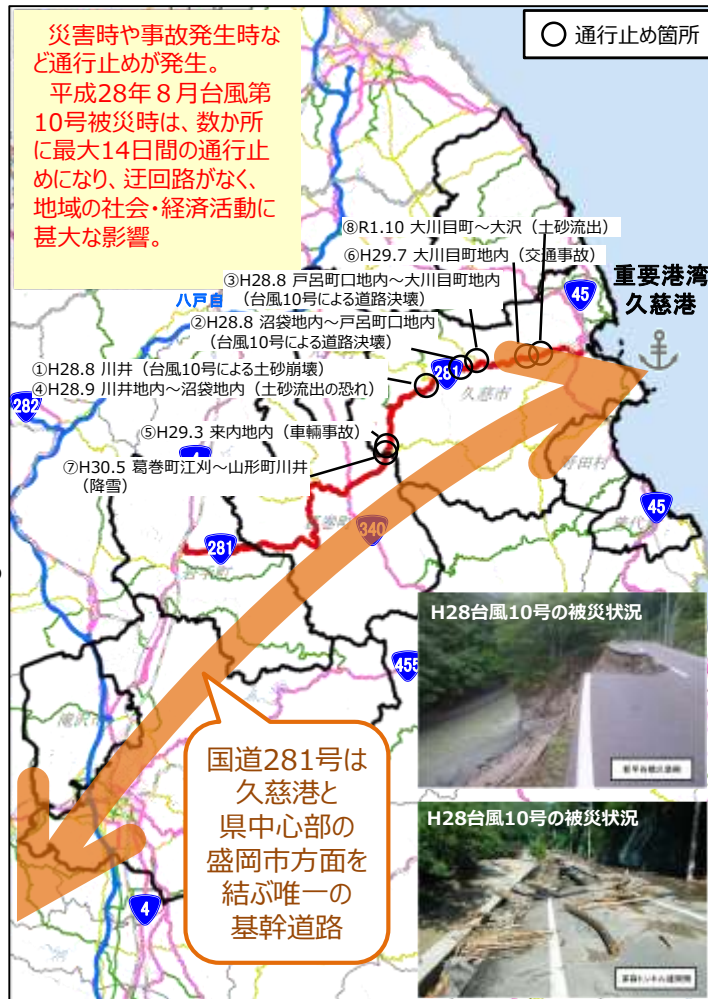 災害時や事故発生時な
ど通行止めが発生。
平成28年８月台風第
10号被災時は、数か所
に最大14日間の通行止
めになり、迂回路がなく、
地域の社会・経済活動に
甚大な影響。
○ 通行止め箇所
⑧R1.10 大川目町～大沢（土砂流出）
⑥H29.7 大川目町地内（交通事故）
③H28.8 戸呂町口地内～大川目町地内
（台風10号による道路決壊）
②H28.8 沼袋地内～戸呂町口地内
（台風10号による道路決壊）
①H28.8 川井（台風10号による土砂崩壊）
④H28.9 川井地内～沼袋地内（土砂流出の恐れ）
⑤H29.3 来内地内（車輌事故）
⑦H30.5 葛巻町江刈～山形町川井
（降雪）
重要港湾
久慈港
八戸自
45
281
久慈市
282
4
野田村
45
340
281
455
滝沢市
4
国道281号は
久慈港と
県中心部の
盛岡市方面を
結ぶ唯一の
基幹道路
H28台風10号の被災状況
H28台風10号の被災状況